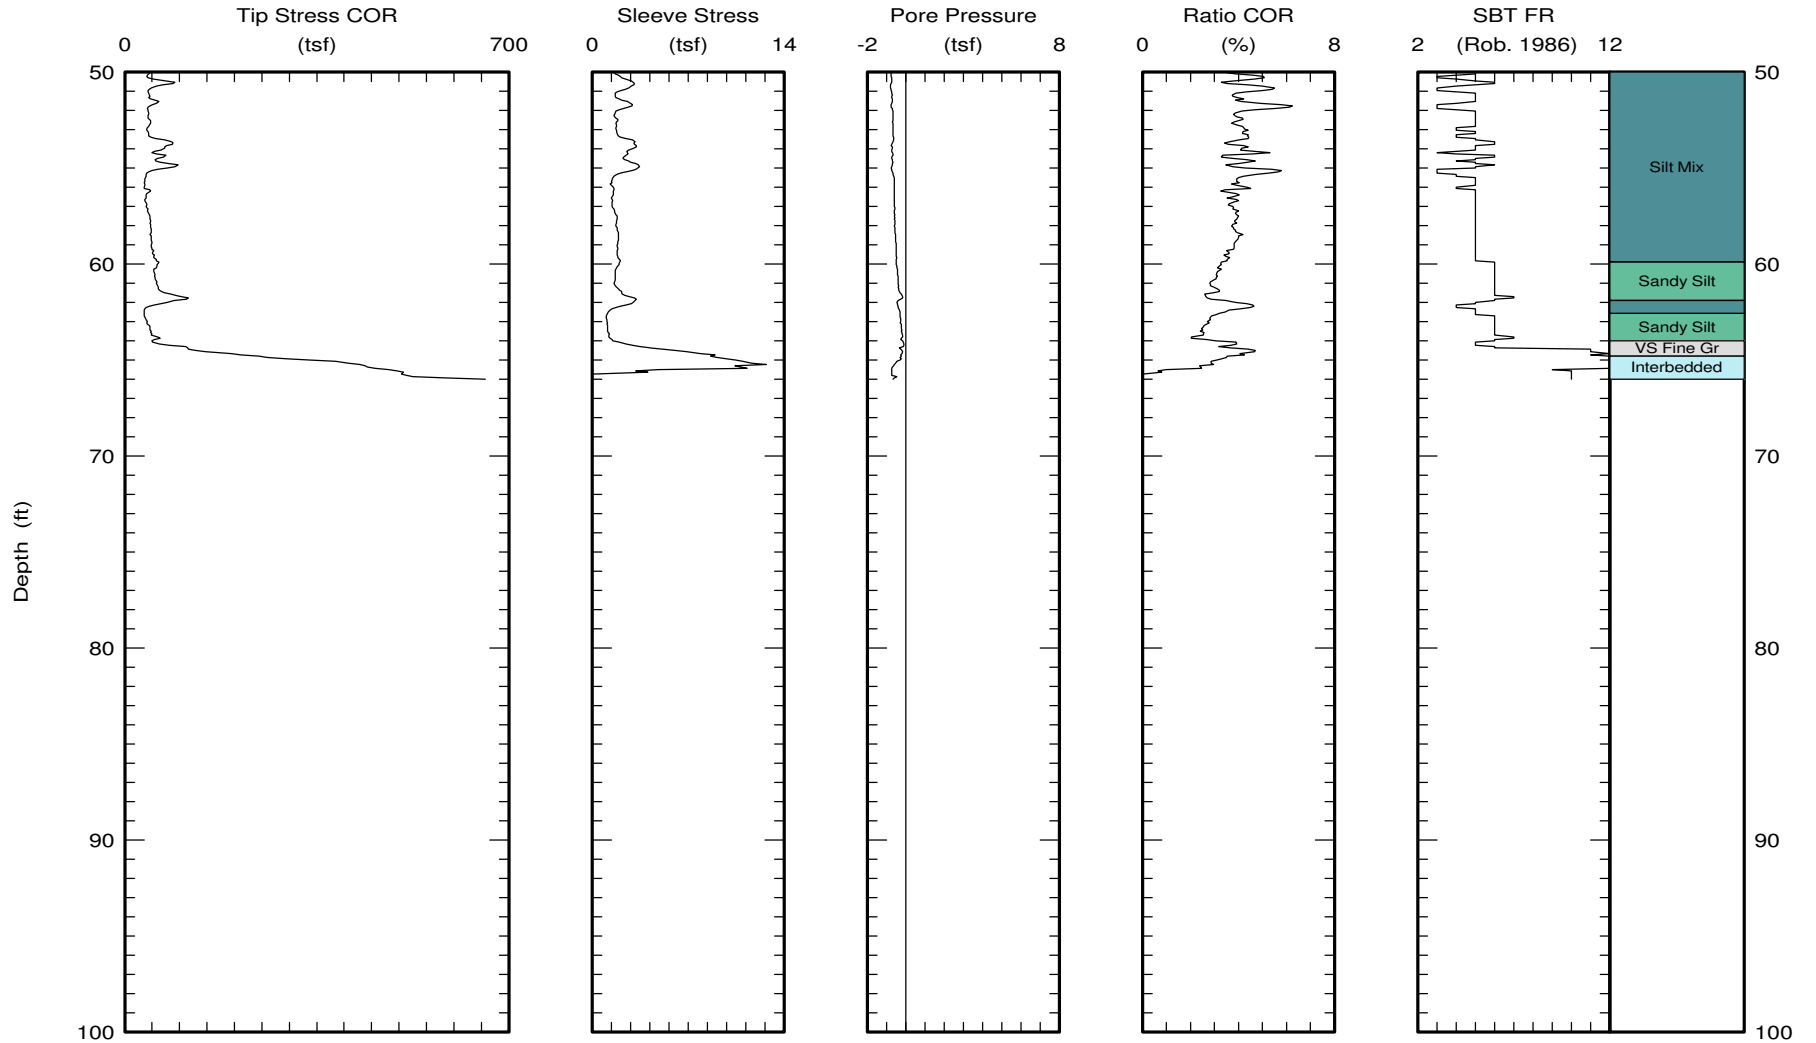 Tip Stress COR Sleeve Stress Pore Pressure Ratio COR SBT FR
0 (tsf) 700 0 (tsf) 14 -2 (tsf) 8 0 (%) 8 2 (Rob. 1986) 12
50 50
Silt Mix
60 60
Sandy Silt
Sandy Silt
VS Fine Gr
Interbedded
70 70
Depth (ft)
80 80
90 90
100 100